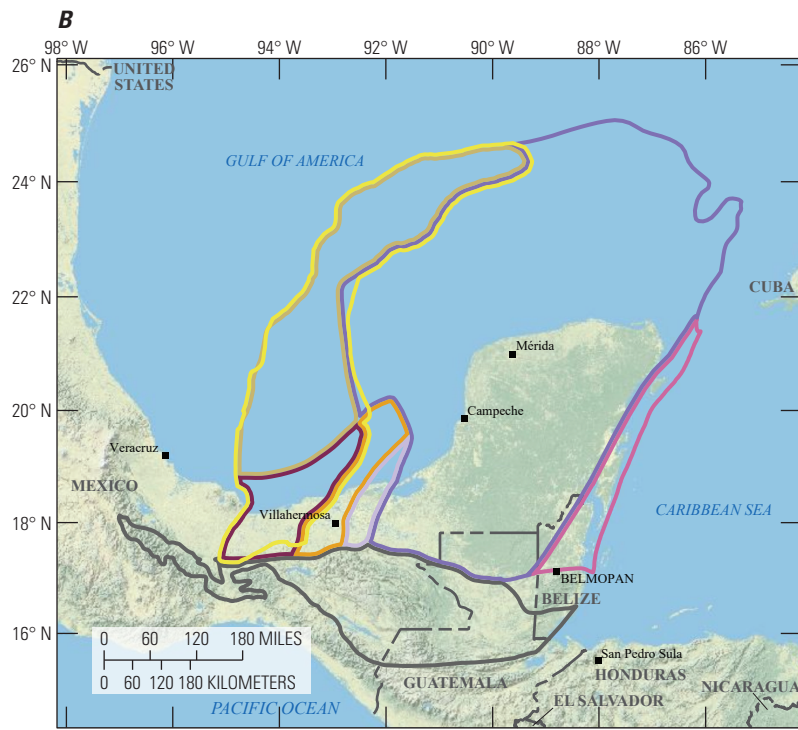 B
98° W 96° W 94° W 92° W 90° W 88° W 86° W
26° N
UNITED
STATES
GULF OF AMERICA
24° N
22° N
CUBA
Mérida
20° N
Campeche
Veracruz
MEXICO
Villahermosa
CARIBBEAN SEA
18° N
BELMOPAN
BELIZE
16° N
0 60 120 180 MILES
0 60 120 180 KILOMETERS
San Pedro Sula
HONDURAS
GUATEMALA
NICARAGUA
EL SALVADOR
PACIFIC OCEAN